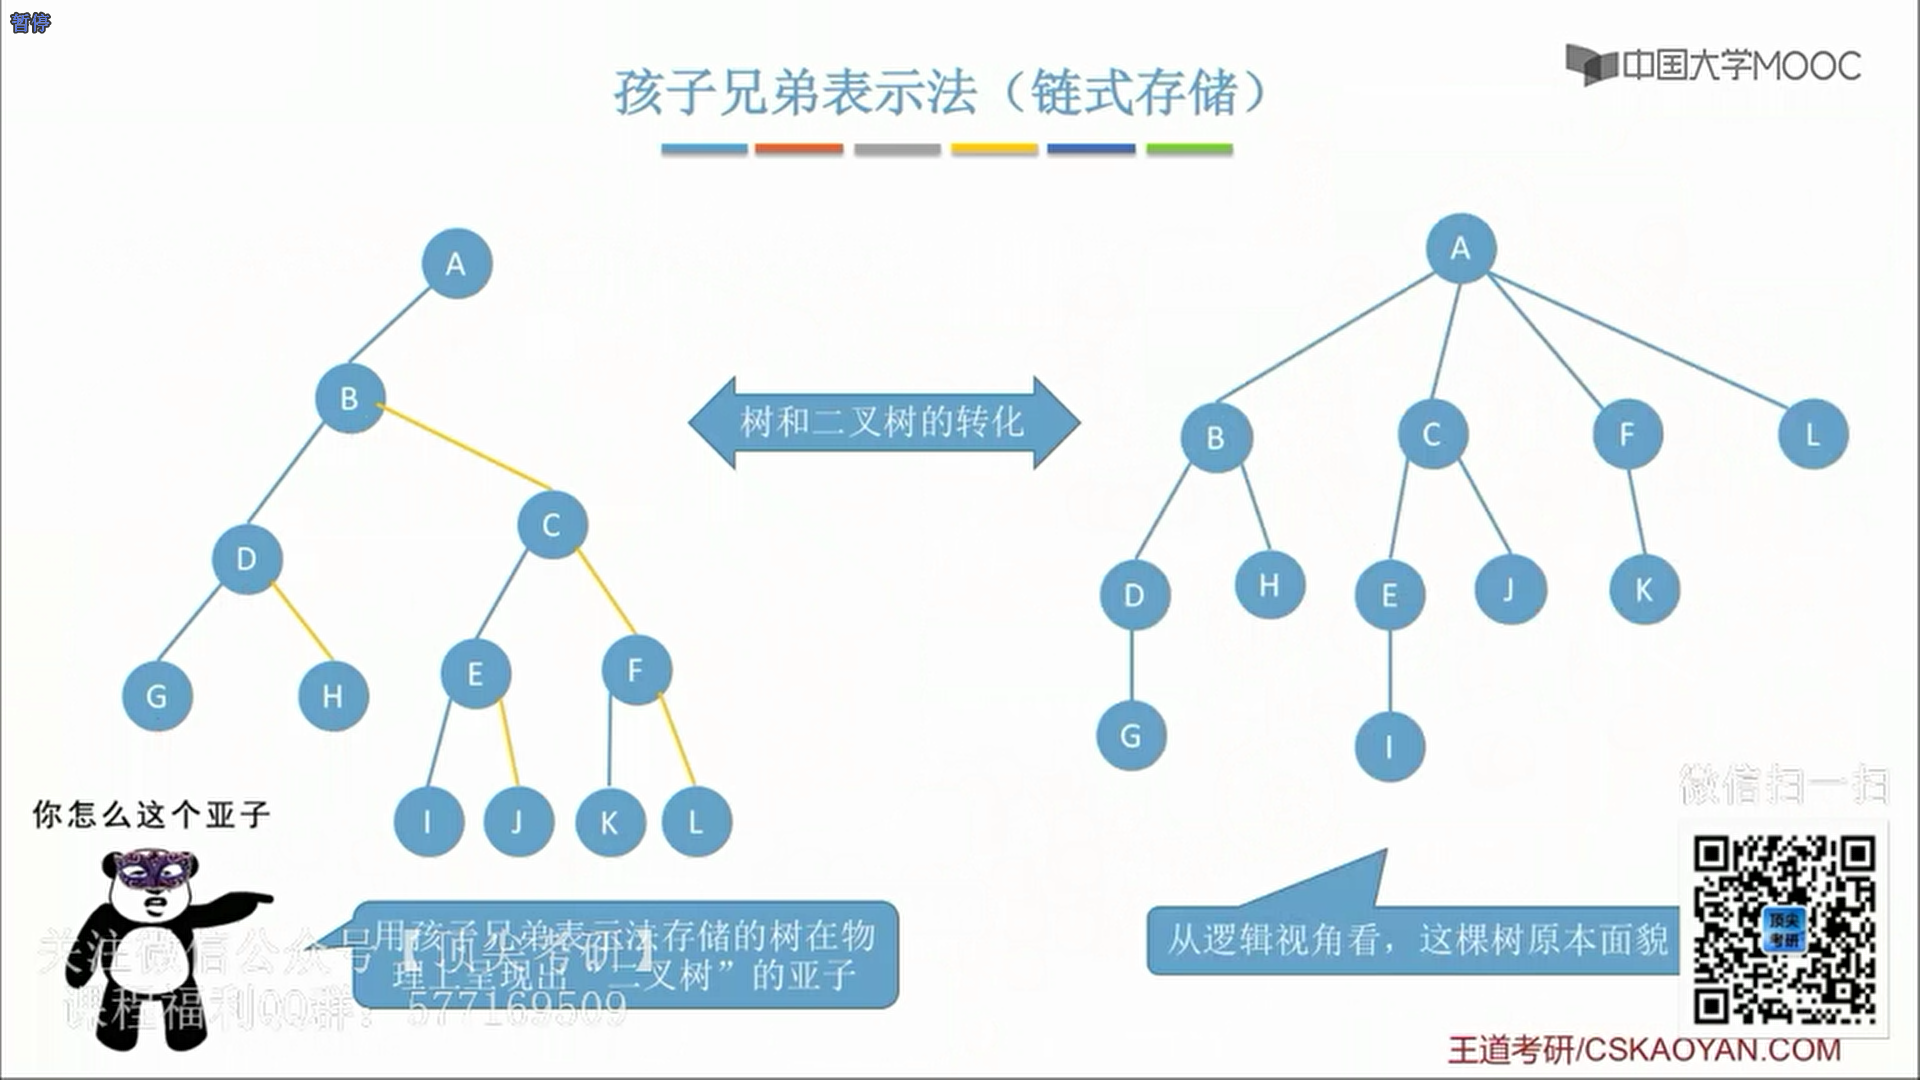 暂停
中国大学MOOC
孩子兄弟表示法（链式存储）
A
B
C
D
E
F
G
H
I
J
K
L
树和二叉树的转化
A
B
C
F
L
D
H
E
J
K
G
I
你怎么这个亚子
用孩子兄弟表示法存储的树在物
理上呈现出“二叉树”的亚子
从逻辑视角看，这棵树原本面貌
关注微信公众号【顶尖考研】
课程福利QQ群：577169509
微信扫一扫
顶尖
考研
王道考研/CSKAOYAN.COM